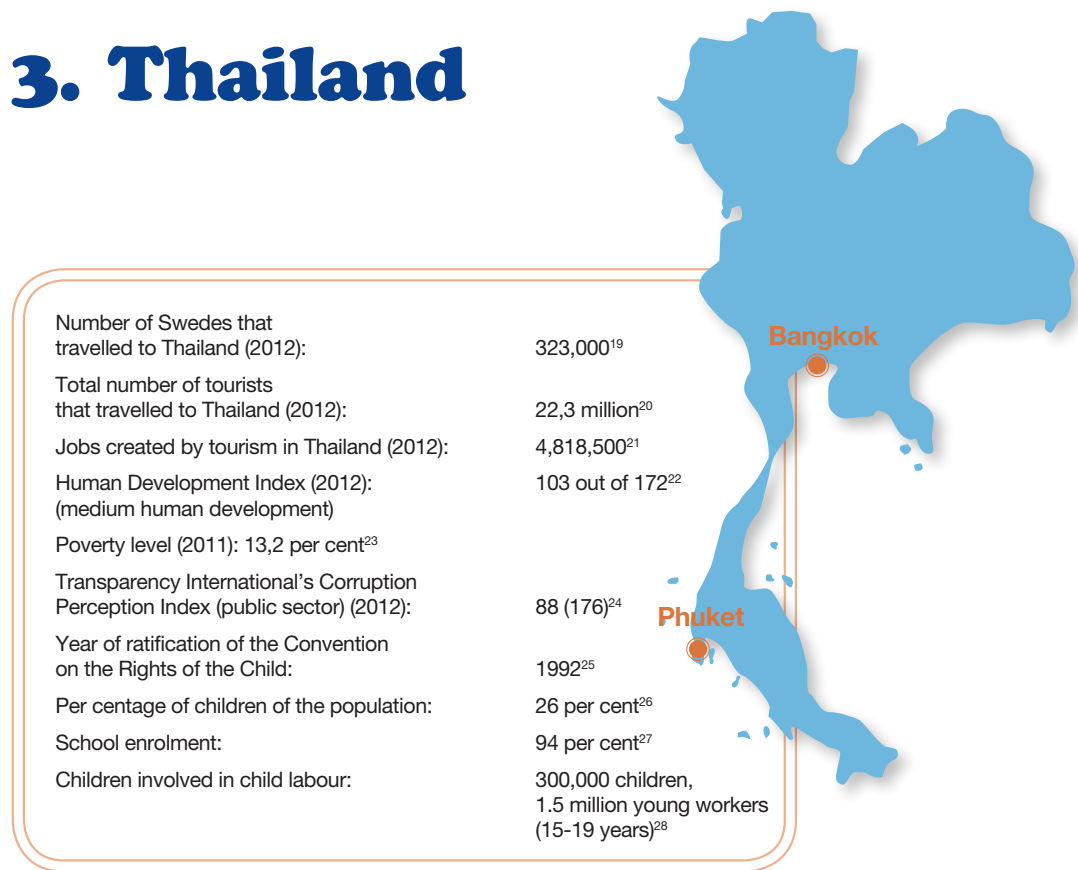 3. Thailand
Number of Swedes that
travelled to Thailand (2012): 323,000¹⁹
Total number of tourists
that travelled to Thailand (2012): 22,3 million²⁰
Jobs created by tourism in Thailand (2012): 4,818,500²¹
Human Development Index (2012): 103 out of 172²²
(medium human development)
Poverty level (2011): 13,2 per cent²³
Transparency International's Corruption
Perception Index (public sector) (2012): 88 (176)²⁴
Year of ratification of the Convention
on the Rights of the Child: 1992²⁵
Per centage of children of the population: 26 per cent²⁶
School enrolment: 94 per cent²⁷
Children involved in child labour: 300,000 children,
1.5 million young workers
(15-19 years)²⁸
Bangkok
Phuket